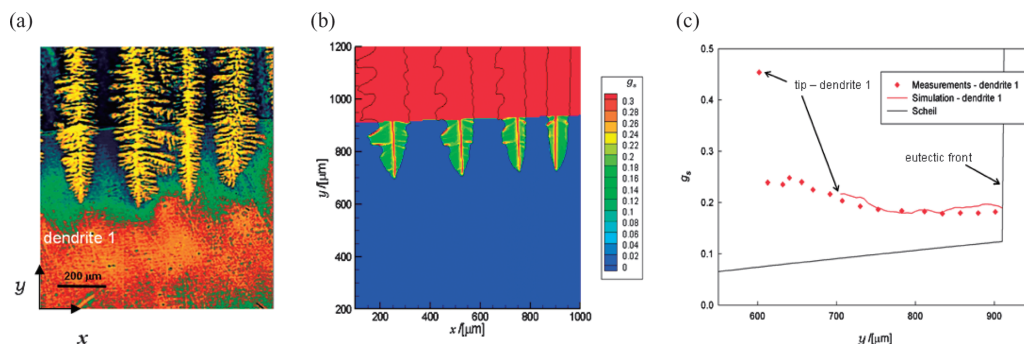 (a)
dendrite 1
200 μm
y
x
(b)
1200
1000
800
600
400
200
y /[μm]
200 400 600 800 1000
x /[μm]
gs
0.3
0.28
0.26
0.24
0.22
0.2
0.18
0.16
0.14
0.12
0.1
0.08
0.06
0.04
0.02
0
(c)
0.5
0.4
0.3
0.2
0.1
0.0
gs
tip – dendrite 1
Measurements - dendrite 1
Simulation - dendrite 1
Scheil
eutectic front
600 700 800 900
y /[μm]